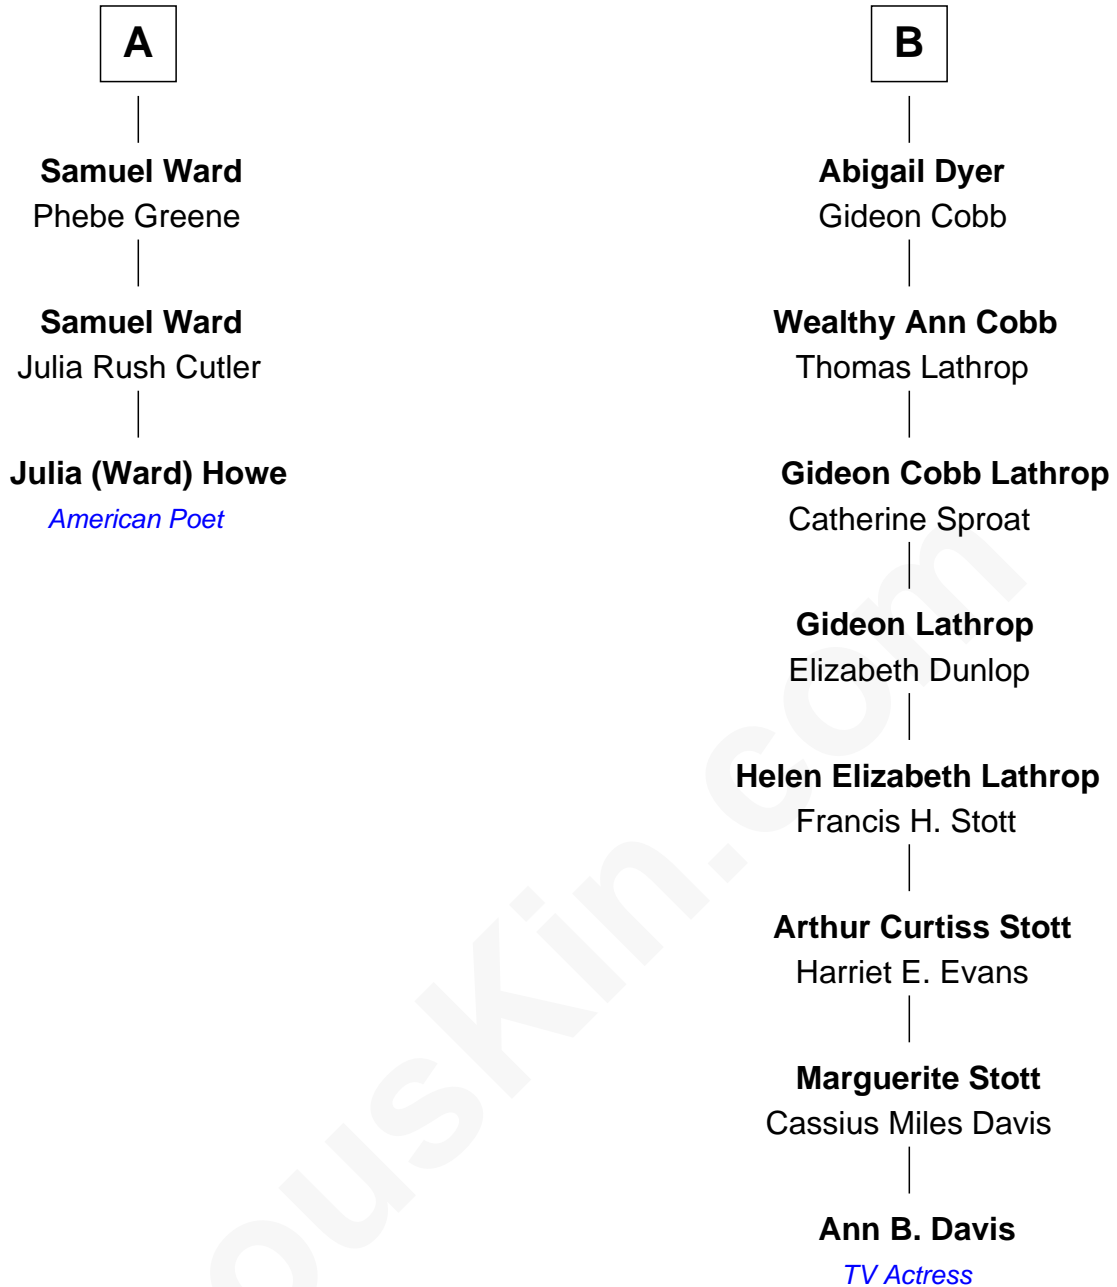 A
Samuel Ward
Phebe Greene
Samuel Ward
Julia Rush Cutler
Julia (Ward) Howe
American Poet
B
Abigail Dyer
Gideon Cobb
Wealthy Ann Cobb
Thomas Lathrop
Gideon Cobb Lathrop
Catherine Sproat
Gideon Lathrop
Elizabeth Dunlop
Helen Elizabeth Lathrop
Francis H. Stott
Arthur Curtiss Stott
Harriet E. Evans
Marguerite Stott
Cassius Miles Davis
Ann B. Davis
TV Actress
ousKin.com